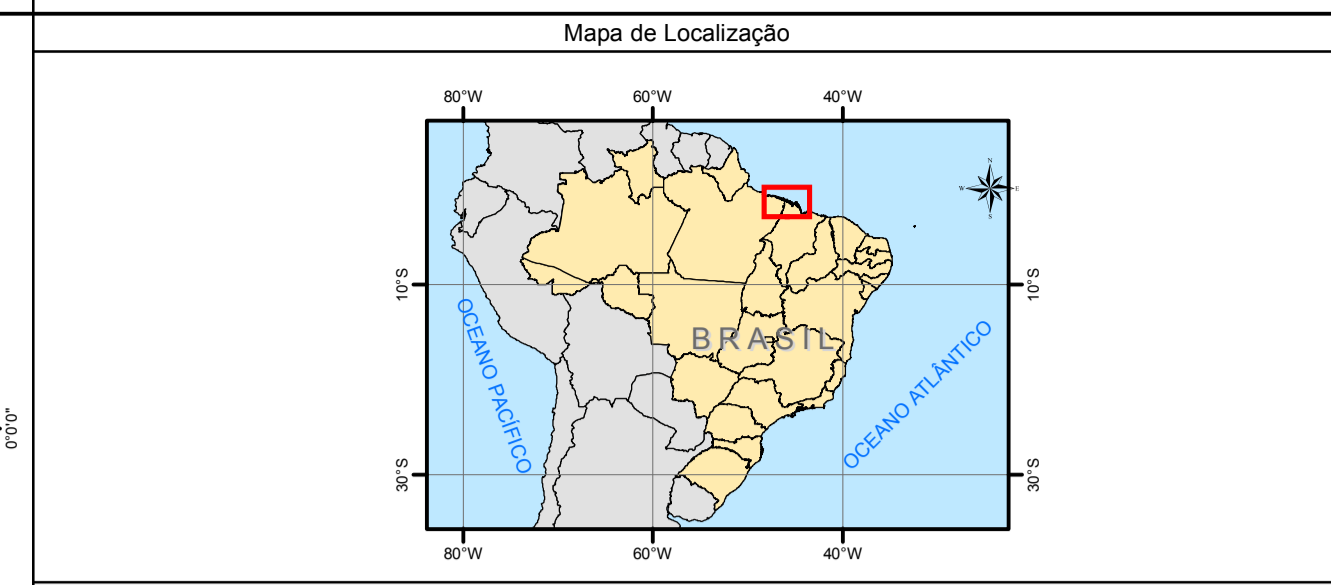 Mapa de Localização
80°W
60°W
40°W
N
W
E
S
10°S
10°S
OCEANO PACÍFICO
BRASIL
OCEANO ATLÂNTICO
0°0'0"
30°S
30°S
80°W
60°W
40°W